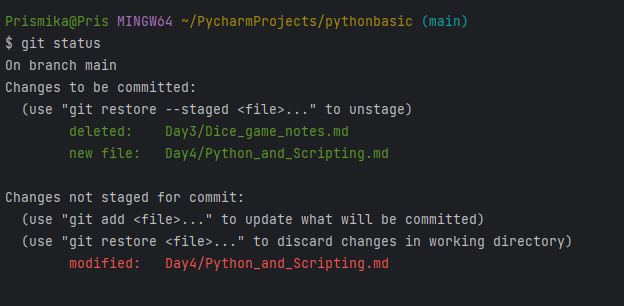 Prismika@Pris MINGW64 ~/PycharmProjects/pythonbasic (main)
$ git status
On branch main
Changes to be committed:
  (use "git restore --staged <file>..." to unstage)
        deleted:    Day3/Dice_game_notes.md
        new file:   Day4/Python_and_Scripting.md

Changes not staged for commit:
  (use "git add <file>..." to update what will be committed)
  (use "git restore <file>..." to discard changes in working directory)
        modified:   Day4/Python_and_Scripting.md